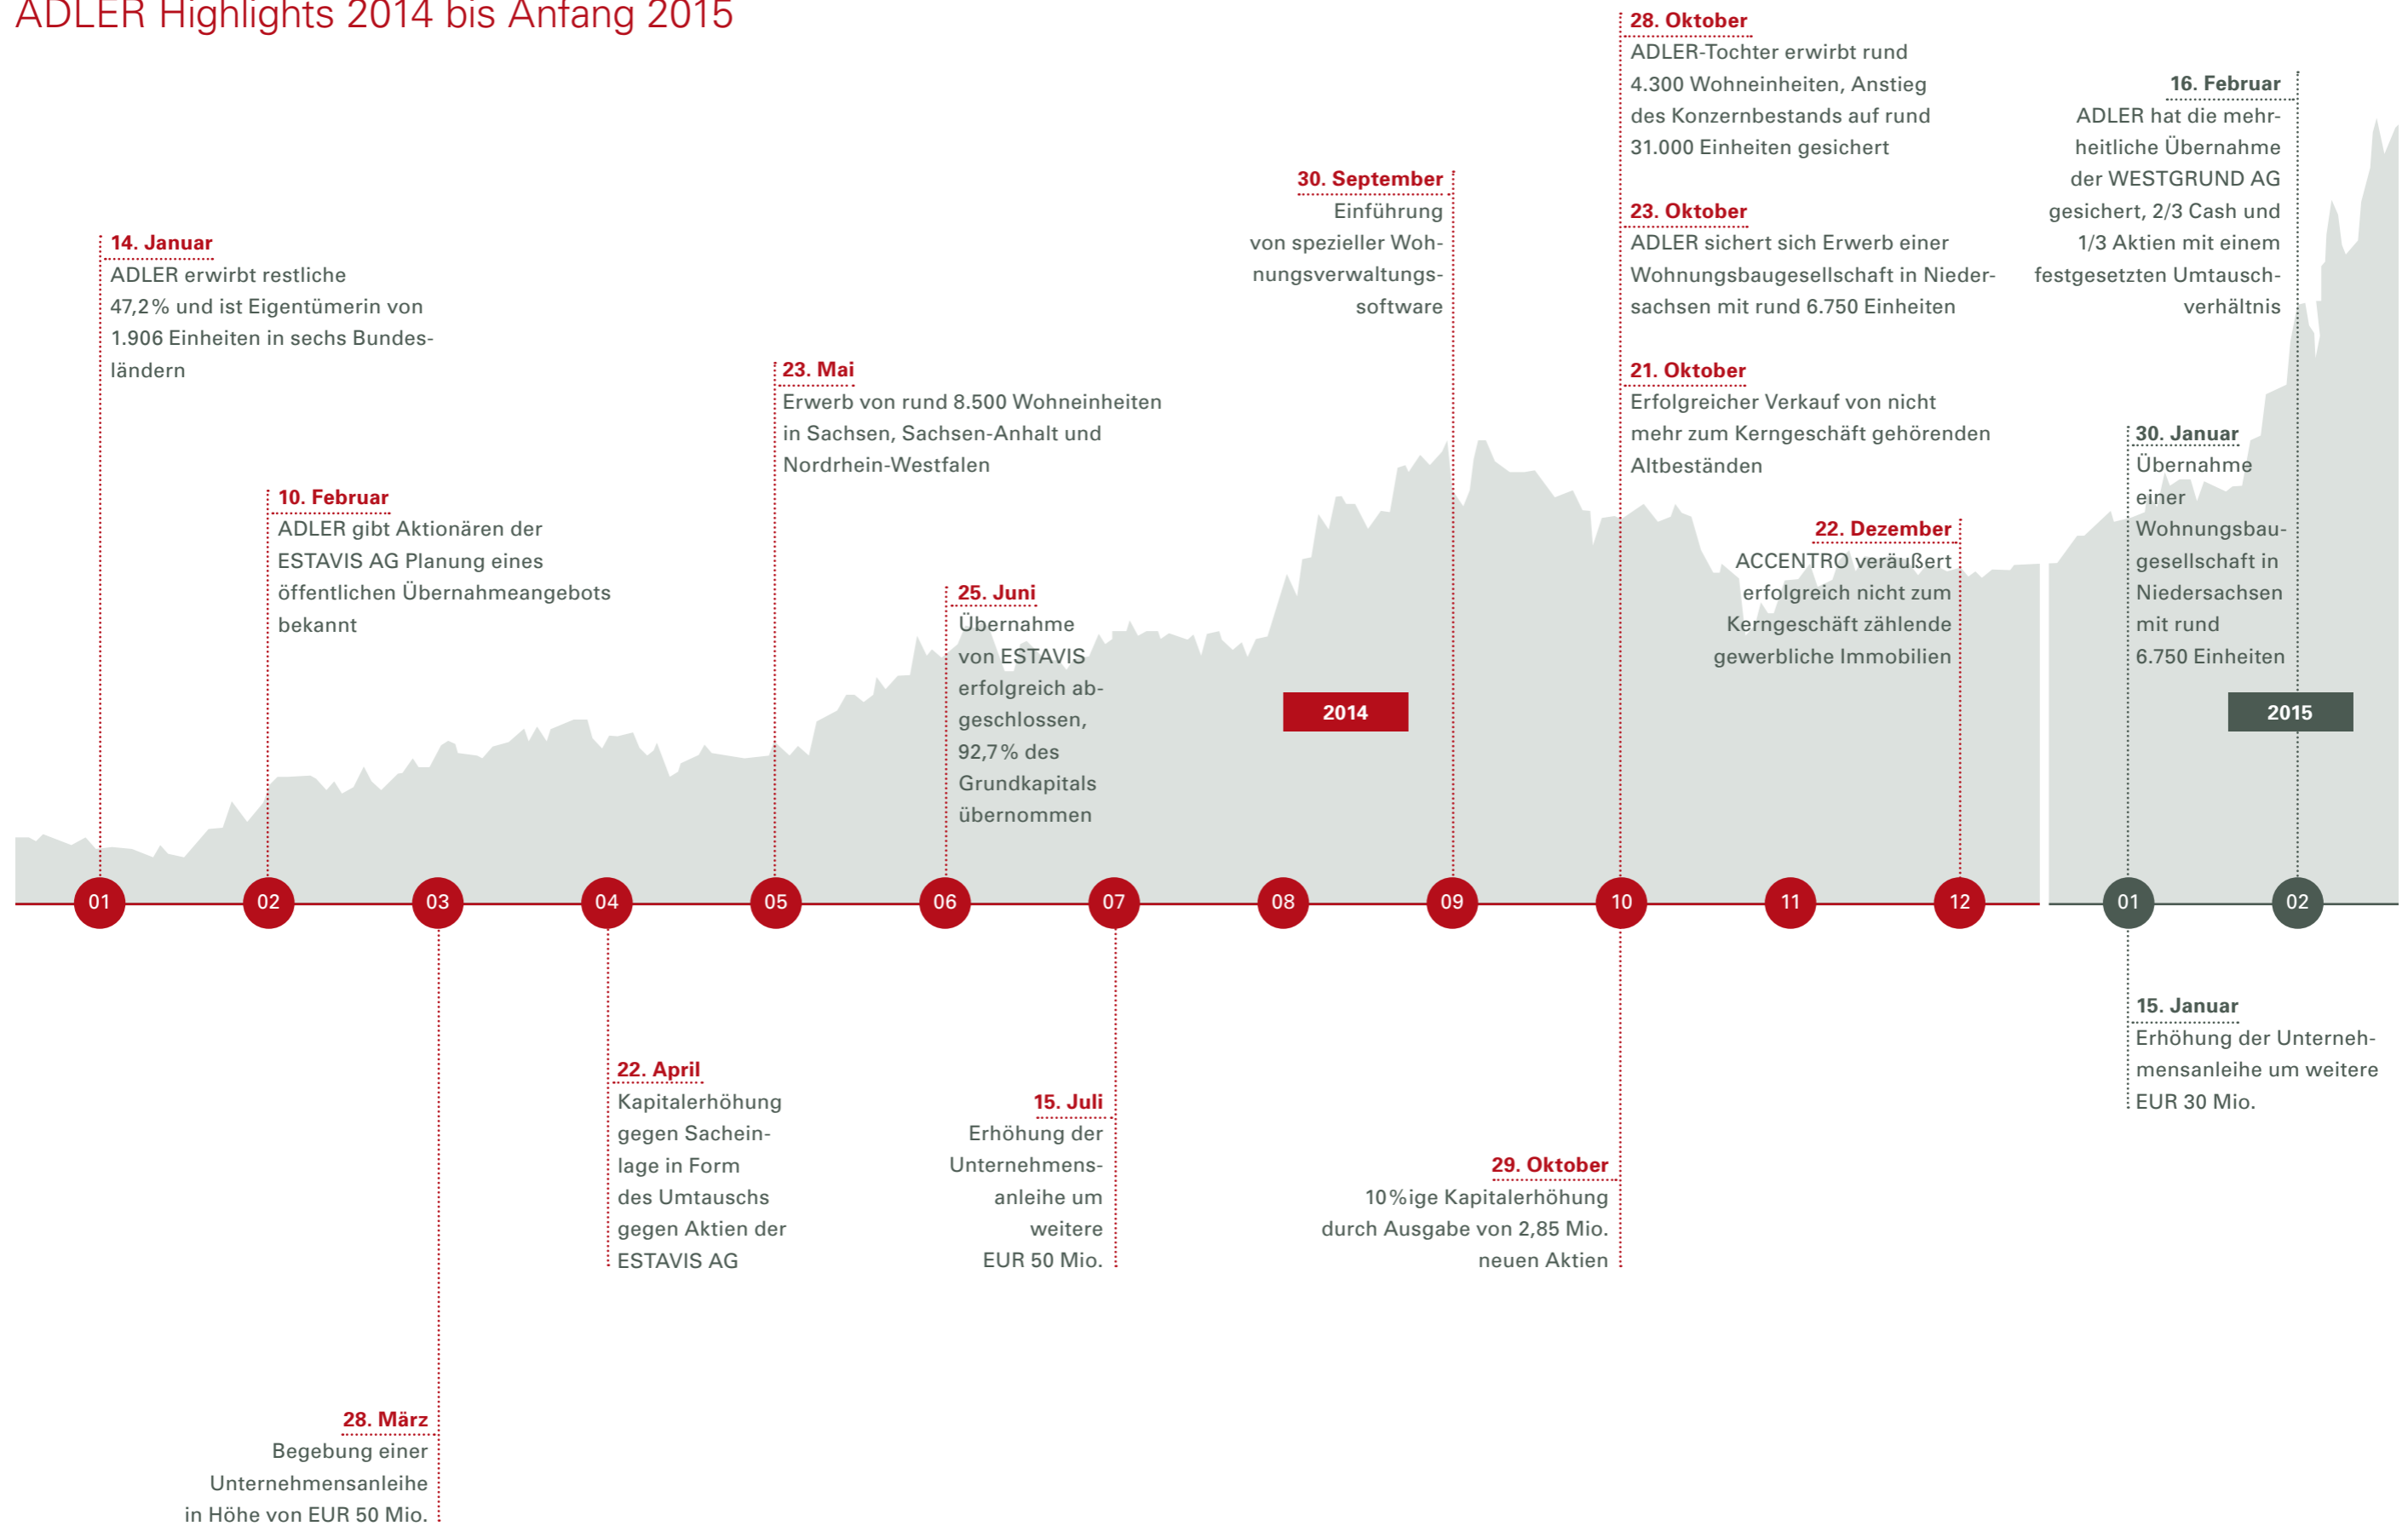 ADLER Highlights 2014 bis Anfang 2015
14. Januar
ADLER erwirbt restliche
47,2% und ist Eigentümerin von
1.906 Einheiten in sechs Bundes-
ländern
10. Februar
ADLER gibt Aktionären der
ESTAVIS AG Planung eines
öffentlichen Übernahmeangebots
bekannt
23. Mai
Erwerb von rund 8.500 Wohneinheiten
in Sachsen, Sachsen-Anhalt und
Nordrhein-Westfalen
25. Juni
Übernahme
von ESTAVIS
erfolgreich ab-
geschlossen,
92,7% des
Grundkapitals
übernommen
30. September
Einführung
von spezieller Woh-
nungsverwaltungs-
software
28. Oktober
ADLER-Tochter erwirbt rund
4.300 Wohneinheiten, Anstieg
des Konzernbestands auf rund
31.000 Einheiten gesichert
23. Oktober
ADLER sichert sich Erwerb einer
Wohnungsbaugesellschaft in Nieder-
sachsen mit rund 6.750 Einheiten
21. Oktober
Erfolgreicher Verkauf von nicht
mehr zum Kerngeschäft gehörenden
Altbeständen
22. Dezember
ACCENTRO veräußert
erfolgreich nicht zum
Kerngeschäft zählende
gewerbliche Immobilien
16. Februar
ADLER hat die mehr-
heitliche Übernahme
der WESTGRUND AG
gesichert, 2/3 Cash und
1/3 Aktien mit einem
festgesetzten Umtausch-
verhältnis
30. Januar
Übernahme
einer
Wohnungsbau-
gesellschaft in
Niedersachsen
mit rund
6.750 Einheiten
2014
2015
01 02 03 04 05 06 07 08 09 10 11 12 01 02
28. März
Begebung einer
Unternehmensanleihe
in Höhe von EUR 50 Mio.
22. April
Kapitalerhöhung
gegen Sachein-
lage in Form
des Umtauschs
gegen Aktien der
ESTAVIS AG
15. Juli
Erhöhung der
Unternehmens-
anleihe um
weitere
EUR 50 Mio.
29. Oktober
10%ige Kapitalerhöhung
durch Ausgabe von 2,85 Mio.
neuen Aktien
15. Januar
Erhöhung der Unterneh-
mensanleihe um weitere
EUR 30 Mio.